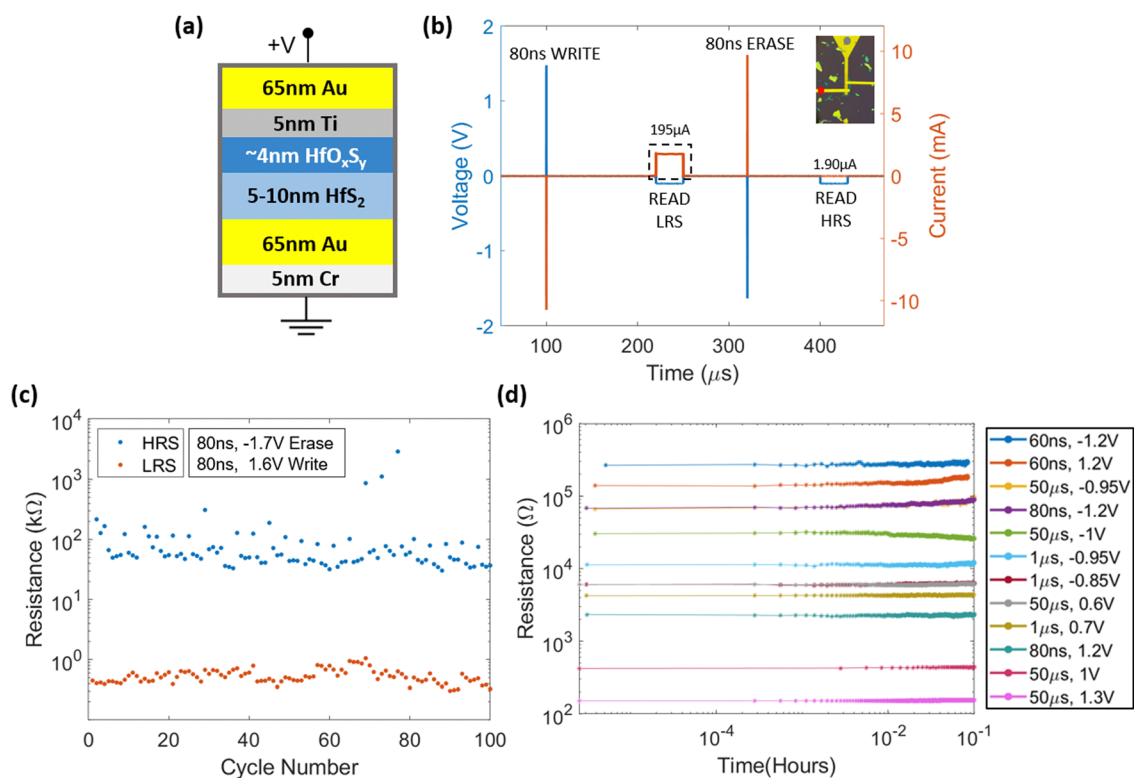 (a)
+V
65nm Au
5nm Ti
~4nm HfOxSy
5-10nm HfS2
65nm Au
5nm Cr
(b)
2
1
0
-1
-2
Voltage (V)
80ns WRITE
80ns ERASE
195μA
1.90μA
READ
LRS
READ
HRS
10
5
0
-5
-10
Current (mA)
100
200
300
400
Time (μs)
(c)
10^4
10^3
10^2
10^1
10^0
Resistance (kΩ)
HRS
LRS
80ns, -1.7V Erase
80ns, 1.6V Write
0
20
40
60
80
100
Cycle Number
(d)
10^6
10^5
10^4
10^3
10^2
Resistance (Ω)
10^-4
10^-2
10^-1
Time(Hours)
60ns, -1.2V
60ns, 1.2V
50μs, -0.95V
80ns, -1.2V
50μs, -1V
1μs, -0.95V
1μs, -0.85V
50μs, 0.6V
1μs, 0.7V
80ns, 1.2V
50μs, 1V
50μs, 1.3V